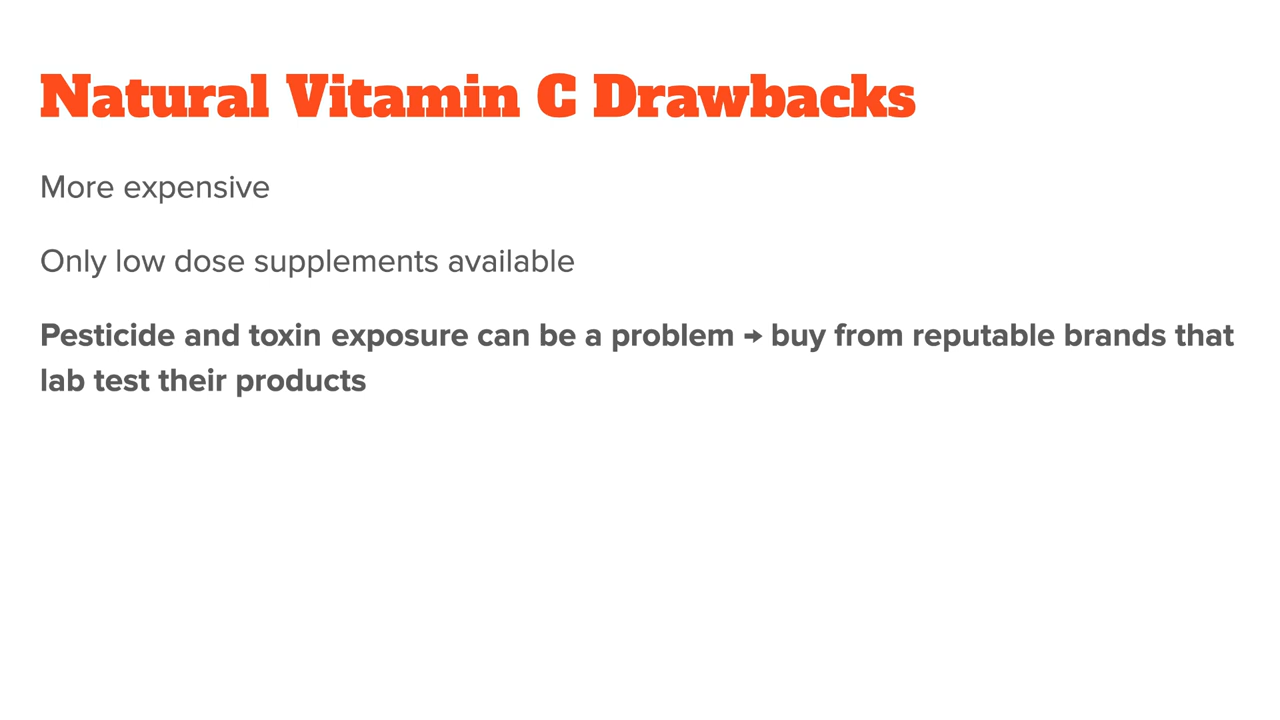 Natural Vitamin C Drawbacks
More expensive
Only low dose supplements available
Pesticide and toxin exposure can be a problem → buy from reputable brands that
lab test their products